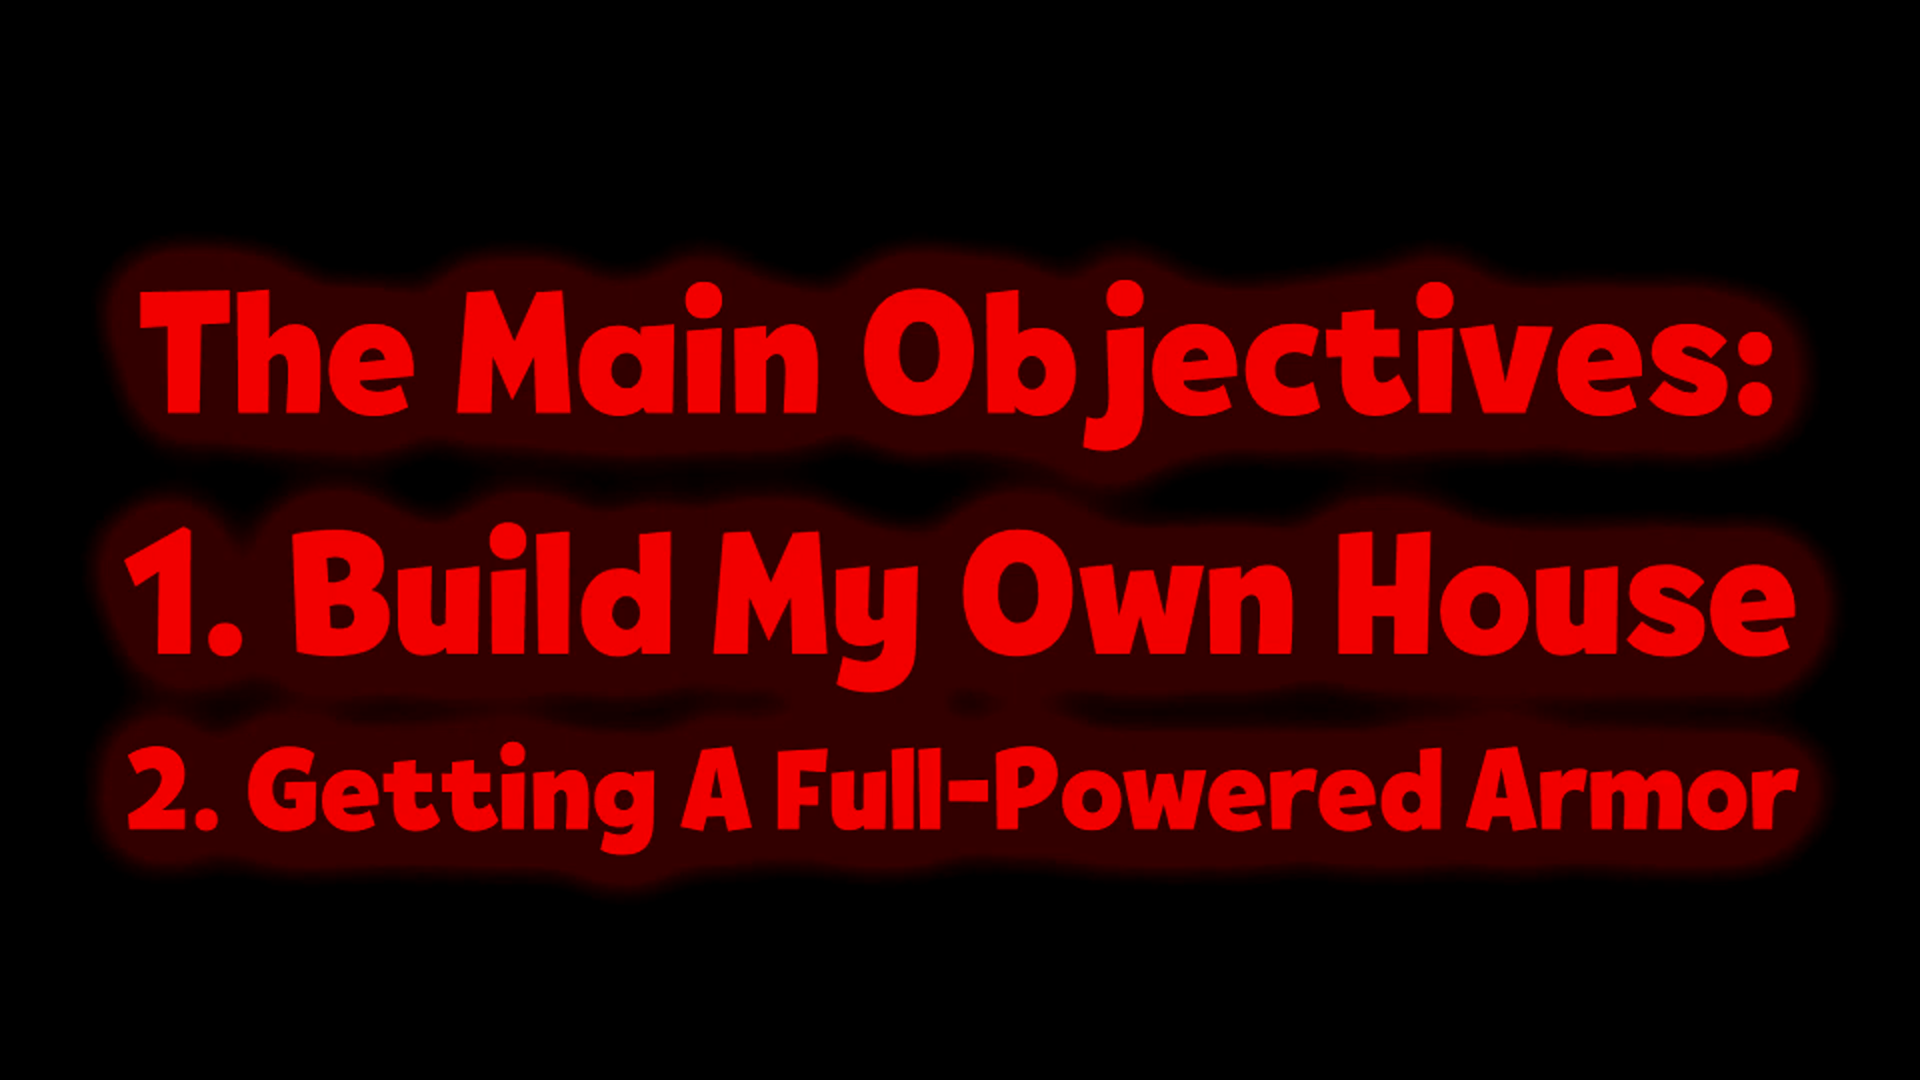 The Main Objectives:
1. Build My Own House
2. Getting A Full-Powered Armor